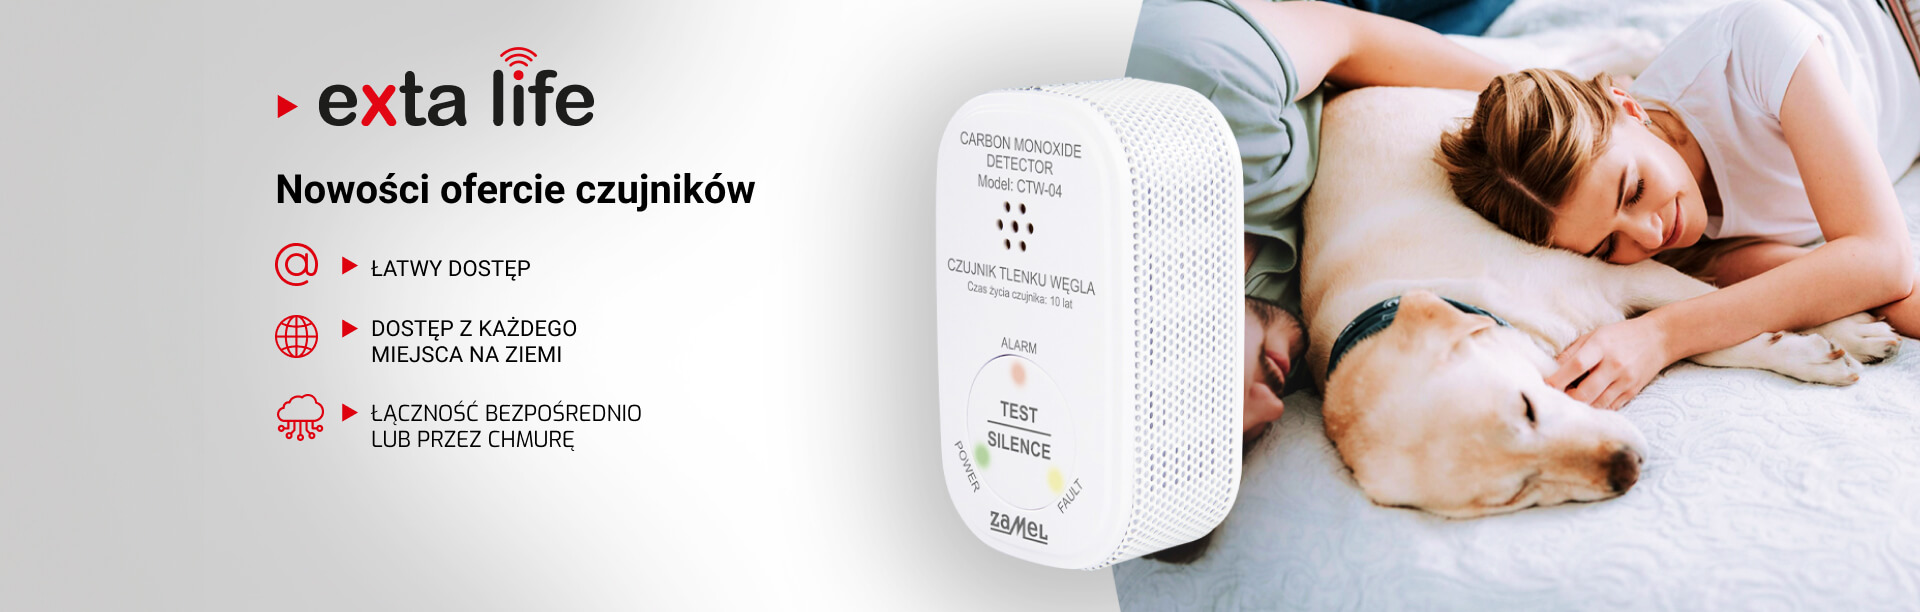 exta life
Nowości ofercie czujników
ŁATWY DOSTĘP
DOSTĘP Z KAŻDEGO
MIEJSCA NA ZIEMI
ŁĄCZNOŚĆ BEZPOŚREDNIO
LUB PRZEZ CHMURĘ
CARBON MONOXIDE
DETECTOR
Model: CTW-04
CZUJNIK TLENKU WĘGLA
Czas życia czujnika: 10 lat
ALARM
TEST
SILENCE
POWER
FAULT
ZAMEL